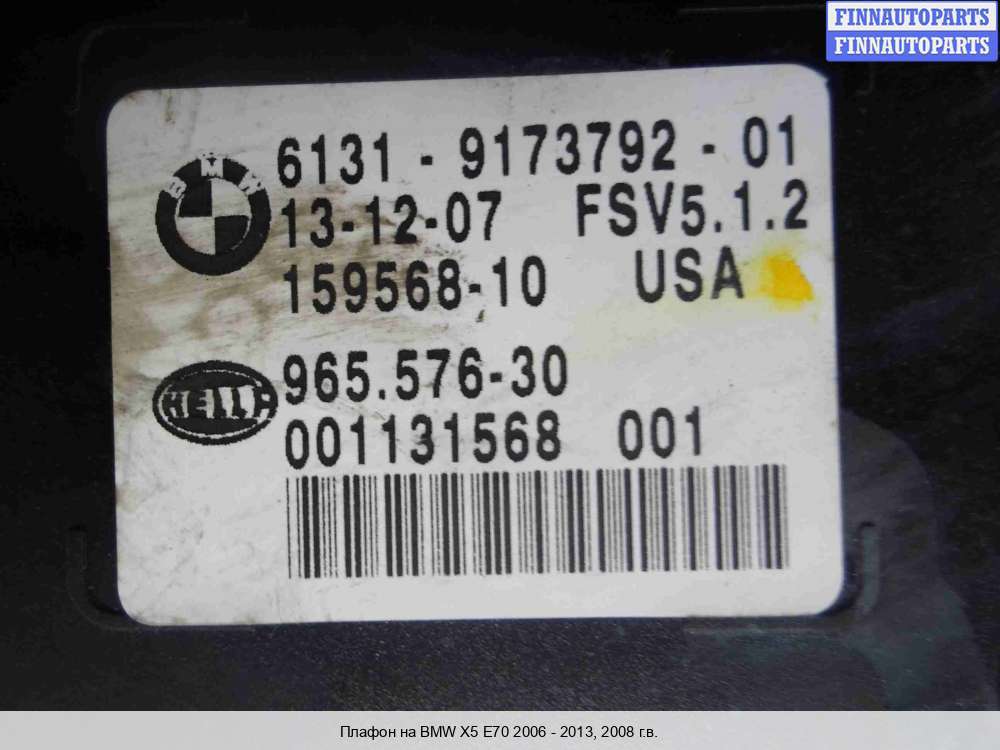 FINNAUTOPARTS
FINNAUTOPARTS
BMW
6131 - 9173792 - 01
13-12-07 FSV5.1.2
159568-10 USA
HELLA
965.576-30
001131568 001
Плафон на BMW X5 E70 2006 - 2013, 2008 г.в.